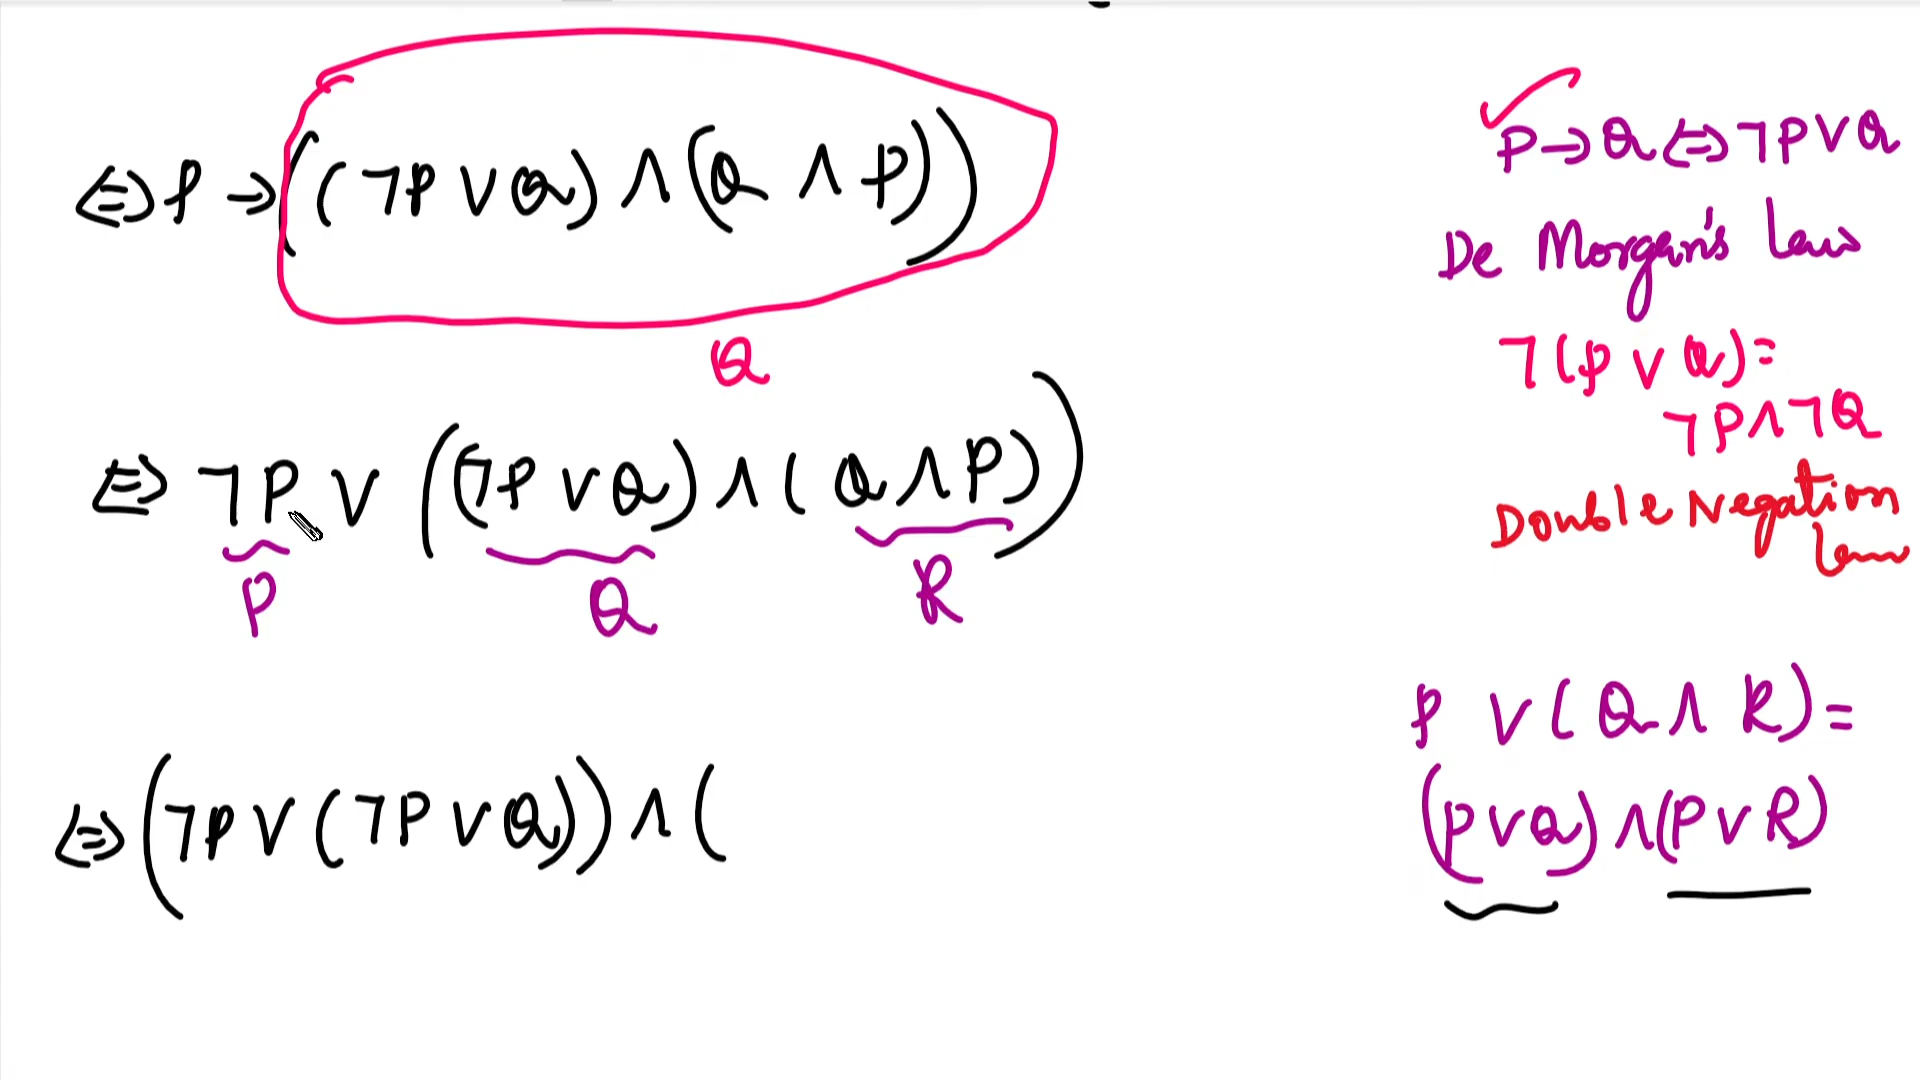 ⇔ P → ((¬P ∨ Q) ∧ (Q ∧ P))
Q
⇔ ¬P ∨ ((¬P ∨ Q) ∧ (Q ∧ P))
P Q R
⇔ (¬P ∨ (¬P ∨ Q)) ∧ (
✓
P → Q ⇔ ¬P ∨ Q
De Morgan's law
¬(P ∨ Q) =
¬P ∧ ¬Q
Double Negation
law
P ∨ (Q ∧ R) =
(P ∨ Q) ∧ (P ∨ R)